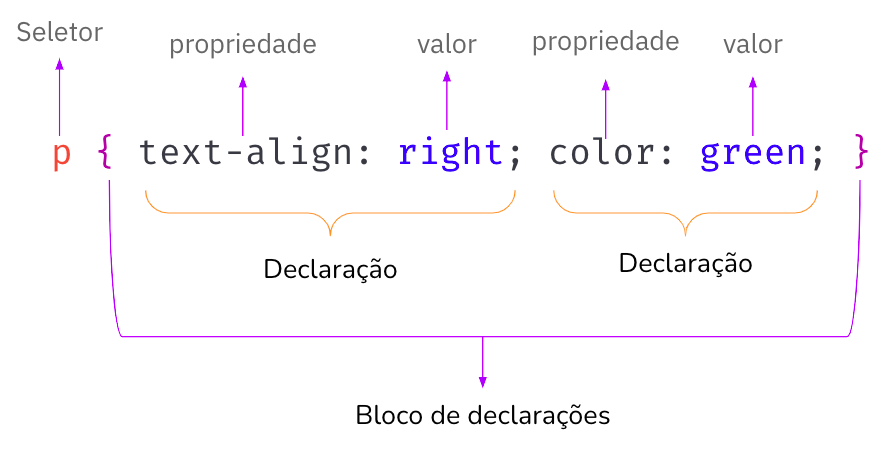 Seletor
propriedade valor propriedade valor
p { text-align: right; color: green; }
Declaração Declaração
Bloco de declarações